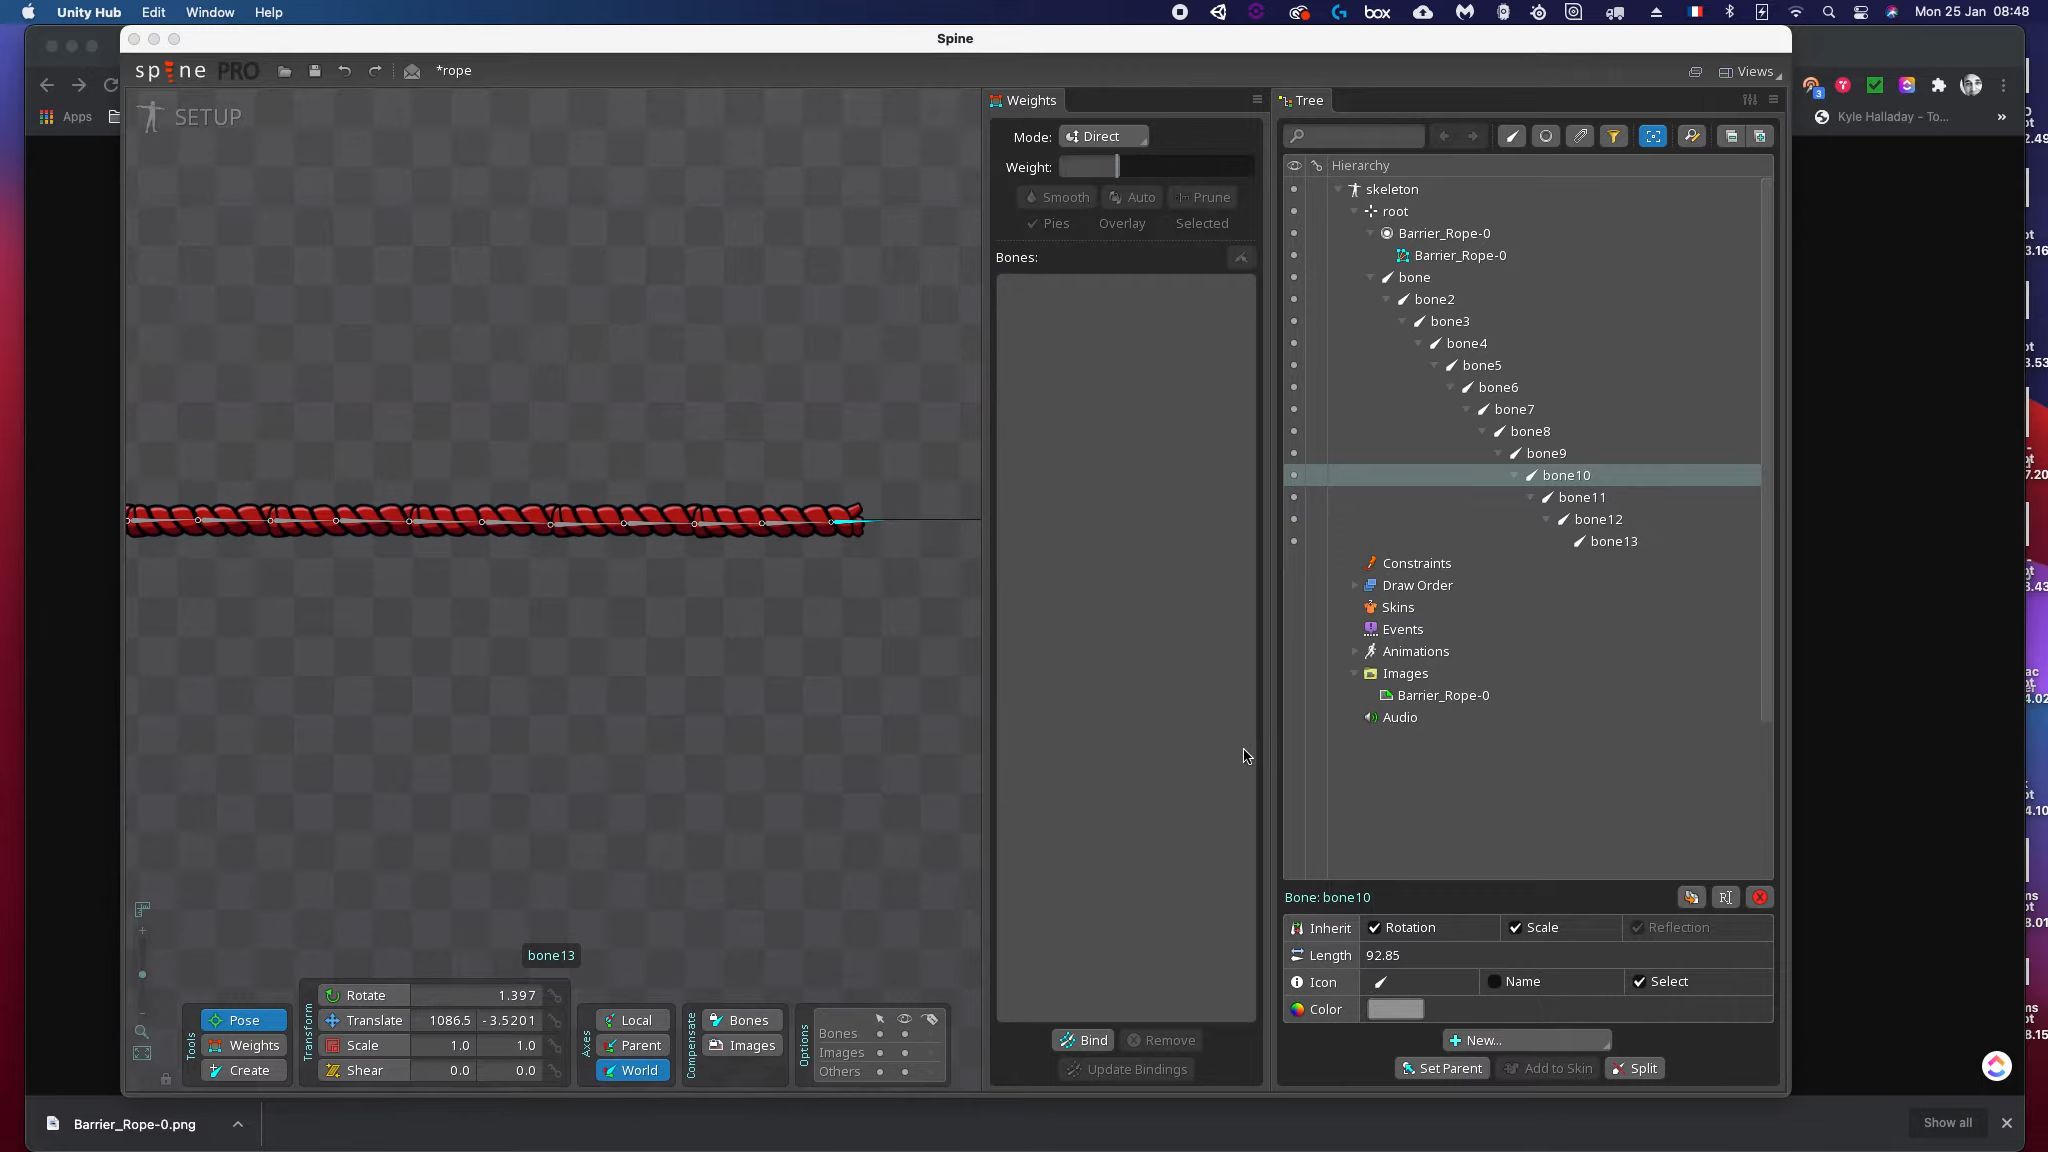 Unity Hub Edit Window Help
box
Mon 25 Jan 08:48
Spine
spine PRO
*rope
Views
3
Apps
Kyle Halladay - To...
»
SETUP
Weights
Tree
Mode: Direct
Weight:
Smooth Auto Prune
Pies Overlay Selected
Bones:
Hierarchy
skeleton
root
Barrier_Rope-0
Barrier_Rope-0
bone
bone2
bone3
bone4
bone5
bone6
bone7
bone8
bone9
bone10
bone11
bone12
bone13
Constraints
Draw Order
Skins
Events
Animations
Images
Barrier_Rope-0
Audio
Bone: bone10
Inherit Rotation Scale Reflection
Length 92.85
Icon Name Select
Color
New...
Set Parent Add to Skin Split
Bind Remove
Update Bindings
bone13
Tools
Pose
Weights
Create
Transform
Rotate 1.397
Translate 1086.5 -3.5201
Scale 1.0 1.0
Shear 0.0 0.0
Axes
Local
Parent
World
Compensate
Bones
Images
Options
Bones
Images
Others
Barrier_Rope-0.png
Show all